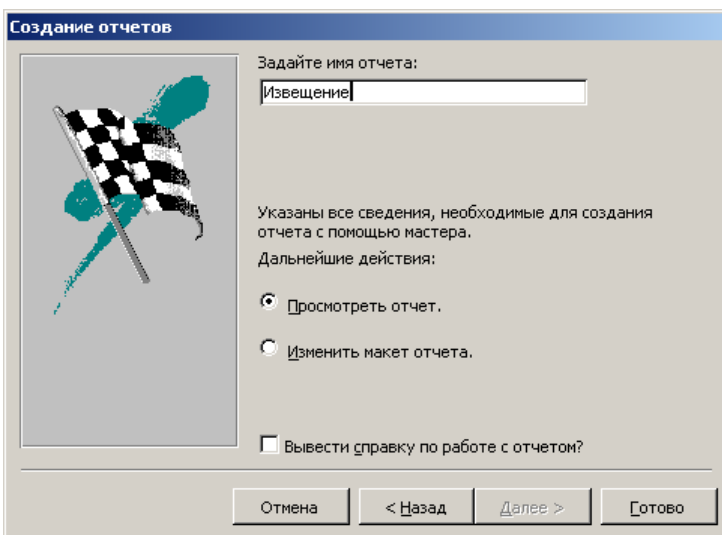 Создание отчетов
Задайте имя отчета:
Извещение
Указаны все сведения, необходимые для создания
отчета с помощью мастера.
Дальнейшие действия:
Просмотреть отчет.
Изменить макет отчета.
Вывести справку по работе с отчетом?
Отмена
< Назад
Далее >
Готово